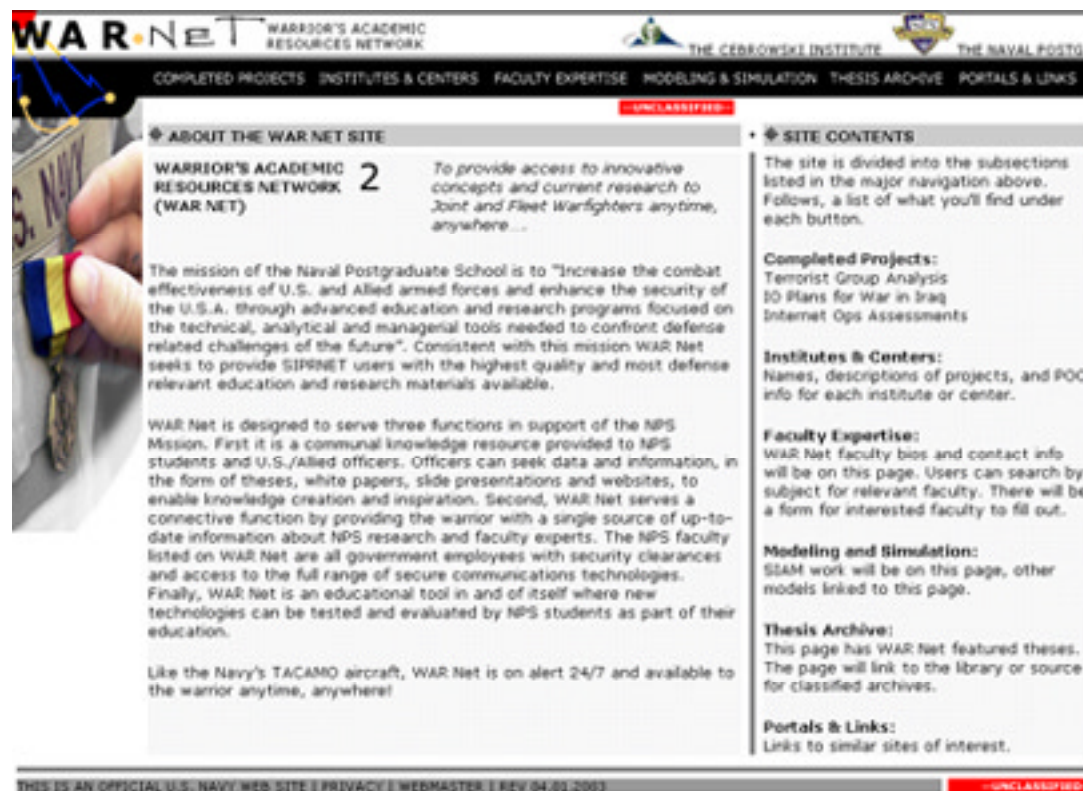 WAR•NET WARRIOR'S ACADEMIC
RESOURCES NETWORK
THE CEBROWSKI INSTITUTE THE NAVAL POSTG
COMPLETED PROJECTS INSTITUTES & CENTERS FACULTY EXPERTISE MODELING & SIMULATION THESIS ARCHIVE PORTALS & LINKS
--UNCLASSIFIED--
S. NAVY
ABOUT THE WAR NET SITE
WARRIOR'S ACADEMIC
RESOURCES NETWORK 2
(WAR NET)
To provide access to innovative
concepts and current research to
Joint and Fleet Warfighters anytime,
anywhere...
The mission of the Naval Postgraduate School is to "Increase the combat
effectiveness of U.S. and Allied armed forces and enhance the security of
the U.S.A. through advanced education and research programs focused on
the technical, analytical and managerial tools needed to confront defense
related challenges of the future". Consistent with this mission WAR Net
seeks to provide SIPRNET users with the highest quality and most defense
relevant education and research materials available.
WAR Net is designed to serve three functions in support of the NPS
Mission. First it is a communal knowledge resource provided to NPS
students and U.S./Allied officers. Officers can seek data and information, in
the form of theses, white papers, slide presentations and websites, to
enable knowledge creation and inspiration. Second, WAR Net serves a
connective function by providing the warrior with a single source of up-to-
date information about NPS research and faculty experts. The NPS faculty
listed on WAR Net are all government employees with security clearances
and access to the full range of secure communications technologies.
Finally, WAR Net is an educational tool in and of itself where new
technologies can be tested and evaluated by NPS students as part of their
education.
Like the Navy's TACAMO aircraft, WAR Net is on alert 24/7 and available to
the warrior anytime, anywhere!
SITE CONTENTS
The site is divided into the subsections
listed in the major navigation above.
Follows, a list of what you'll find under
each button.
Completed Projects:
Terrorist Group Analysis
IO Plans for War in Iraq
Internet Ops Assessments
Institutes & Centers:
Names, descriptions of projects, and POC
info for each institute or center.
Faculty Expertise:
WAR Net faculty bios and contact info
will be on this page. Users can search by
subject for relevant faculty. There will be
a form for interested faculty to fill out.
Modeling and Simulation:
SIAM work will be on this page, other
models linked to this page.
Thesis Archive:
This page has WAR Net featured theses.
The page will link to the library or source
for classified archives.
Portals & Links:
Links to similar sites of interest.
THIS IS AN OFFICIAL U.S. NAVY WEB SITE | PRIVACY | WEBMASTER | REV 04.01.2003
--UNCLASSIFIED